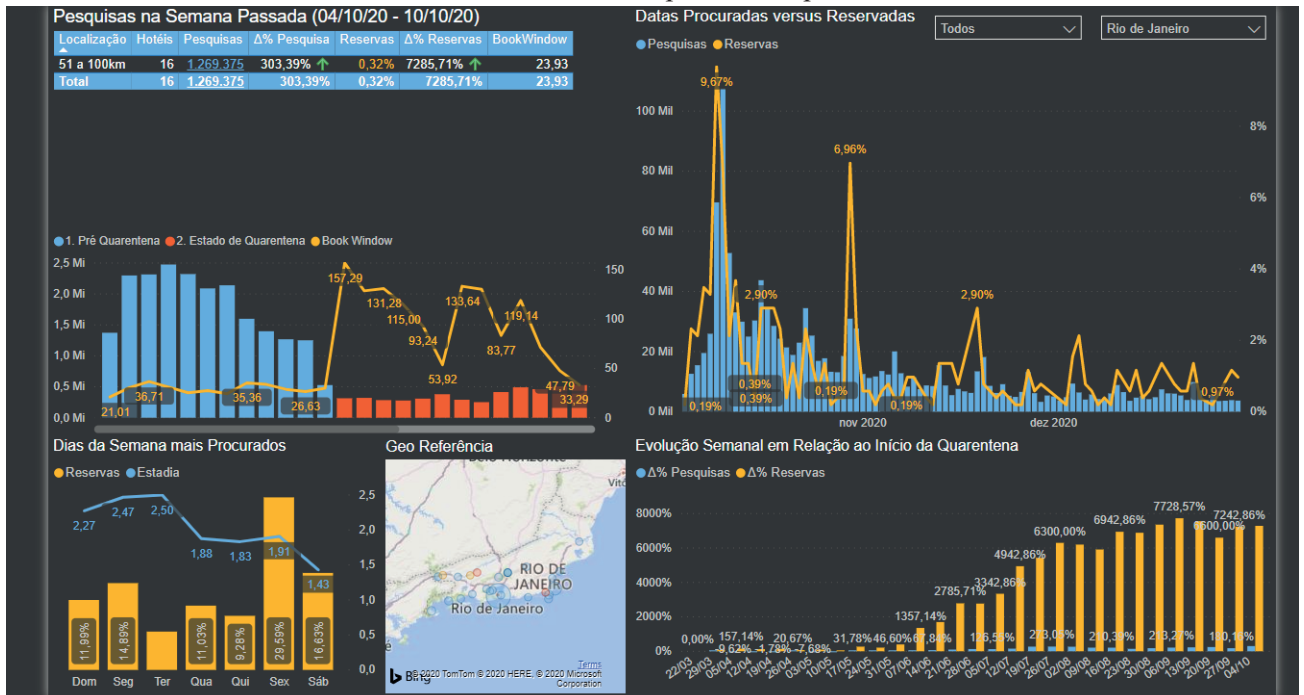 Pesquisas na Semana Passada (04/10/20 - 10/10/20)
Localização Hotéis Pesquisas Δ% Pesquisa Reservas Δ% Reservas BookWindow
51 a 100km 16 1.269.375 303,39% ↑ 0,32% 7285,71% ↑ 23,93
Total 16 1.269.375 303,39% 0,32% 7285,71% 23,93
1. Pré Quarentena 2. Estado de Quarentena Book Window
2,5 Mi
2,0 Mi
1,5 Mi
1,0 Mi
0,5 Mi
0,0 Mi
150
100
50
0
21,01 36,71 35,36 26,63 157,29 131,28 115,00 93,24 53,92 133,64 83,77 119,14 47,79 33,29
Datas Procuradas versus Reservadas
Todos
Rio de Janeiro
Pesquisas Reservas
100 Mil
80 Mil
60 Mil
40 Mil
20 Mil
0 Mil
8%
6%
4%
2%
0%
9,67%
6,96%
2,90% 2,90%
0,39%
0,39% 0,19% 0,97%
0,19% 0,19%
nov 2020 dez 2020
Dias da Semana mais Procurados
Reservas Estadia
2,27 2,47 2,50 1,88 1,83 1,91 1,43
11,99% 14,89% 11,03% 9,28% 29,59% 16,63%
2,5
2,0
1,5
1,0
0,5
0,0
Dom Seg Ter Qua Qui Sex Sáb
Geo Referência
RIO DE
JANEIRO
Rio de Janeiro
Terms
Bing
© 2020 TomTom © 2020 HERE, © 2020 Microsoft
Corporation
Evolução Semanal em Relação ao Início da Quarentena
Δ% Pesquisas Δ% Reservas
8000%
6000%
4000%
2000%
0%
0,00% 157,14% 20,67% 31,78% 46,60% 67,84%
-9,62% -1,78% -7,68%
1357,14% 2785,71% 3342,86% 4942,86% 6300,00% 6942,86% 7728,57% 6600,00% 7242,86%
22/03 29/03 05/04 12/04 19/04 26/04 03/05 10/05 17/05 24/05 31/05 07/06 14/06 21/06 28/06 05/07 12/07 19/07 26/07 02/08 09/08 16/08 23/08 30/08 06/09 13/09 20/09 27/09 04/10